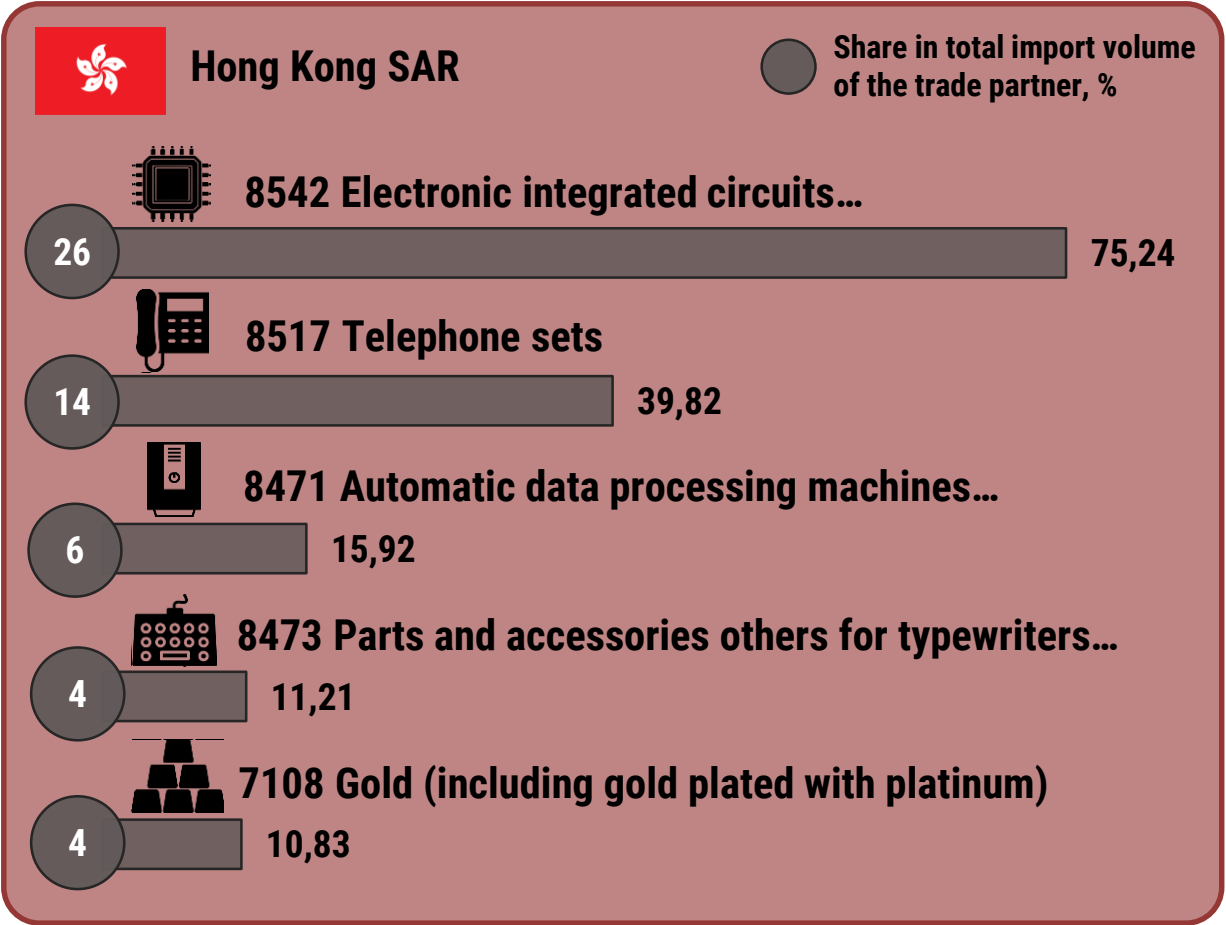 Hong Kong SAR
Share in total import volume
of the trade partner, %
8542 Electronic integrated circuits…
26
75,24
8517 Telephone sets
14
39,82
8471 Automatic data processing machines…
6
15,92
8473 Parts and accessories others for typewriters…
4
11,21
7108 Gold (including gold plated with platinum)
4
10,83